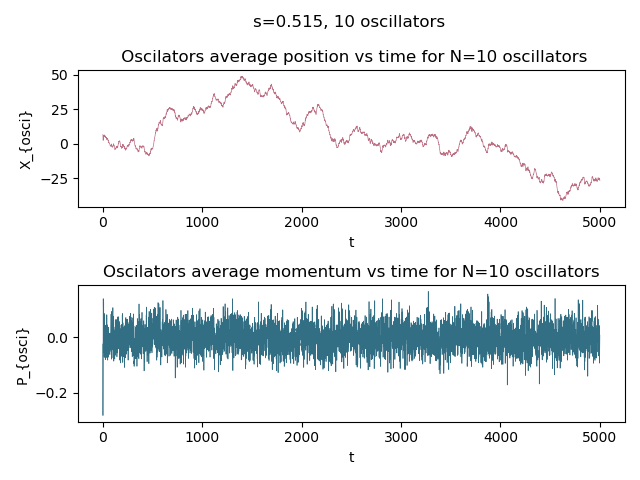 s=0.515, 10 oscillators
Oscilators average position vs time for N=10 oscillators
50
25
0
−25
X_{osci}
0
1000
2000
3000
4000
5000
t
Oscilators average momentum vs time for N=10 oscillators
0.0
−0.2
P_{osci}
0
1000
2000
3000
4000
5000
t